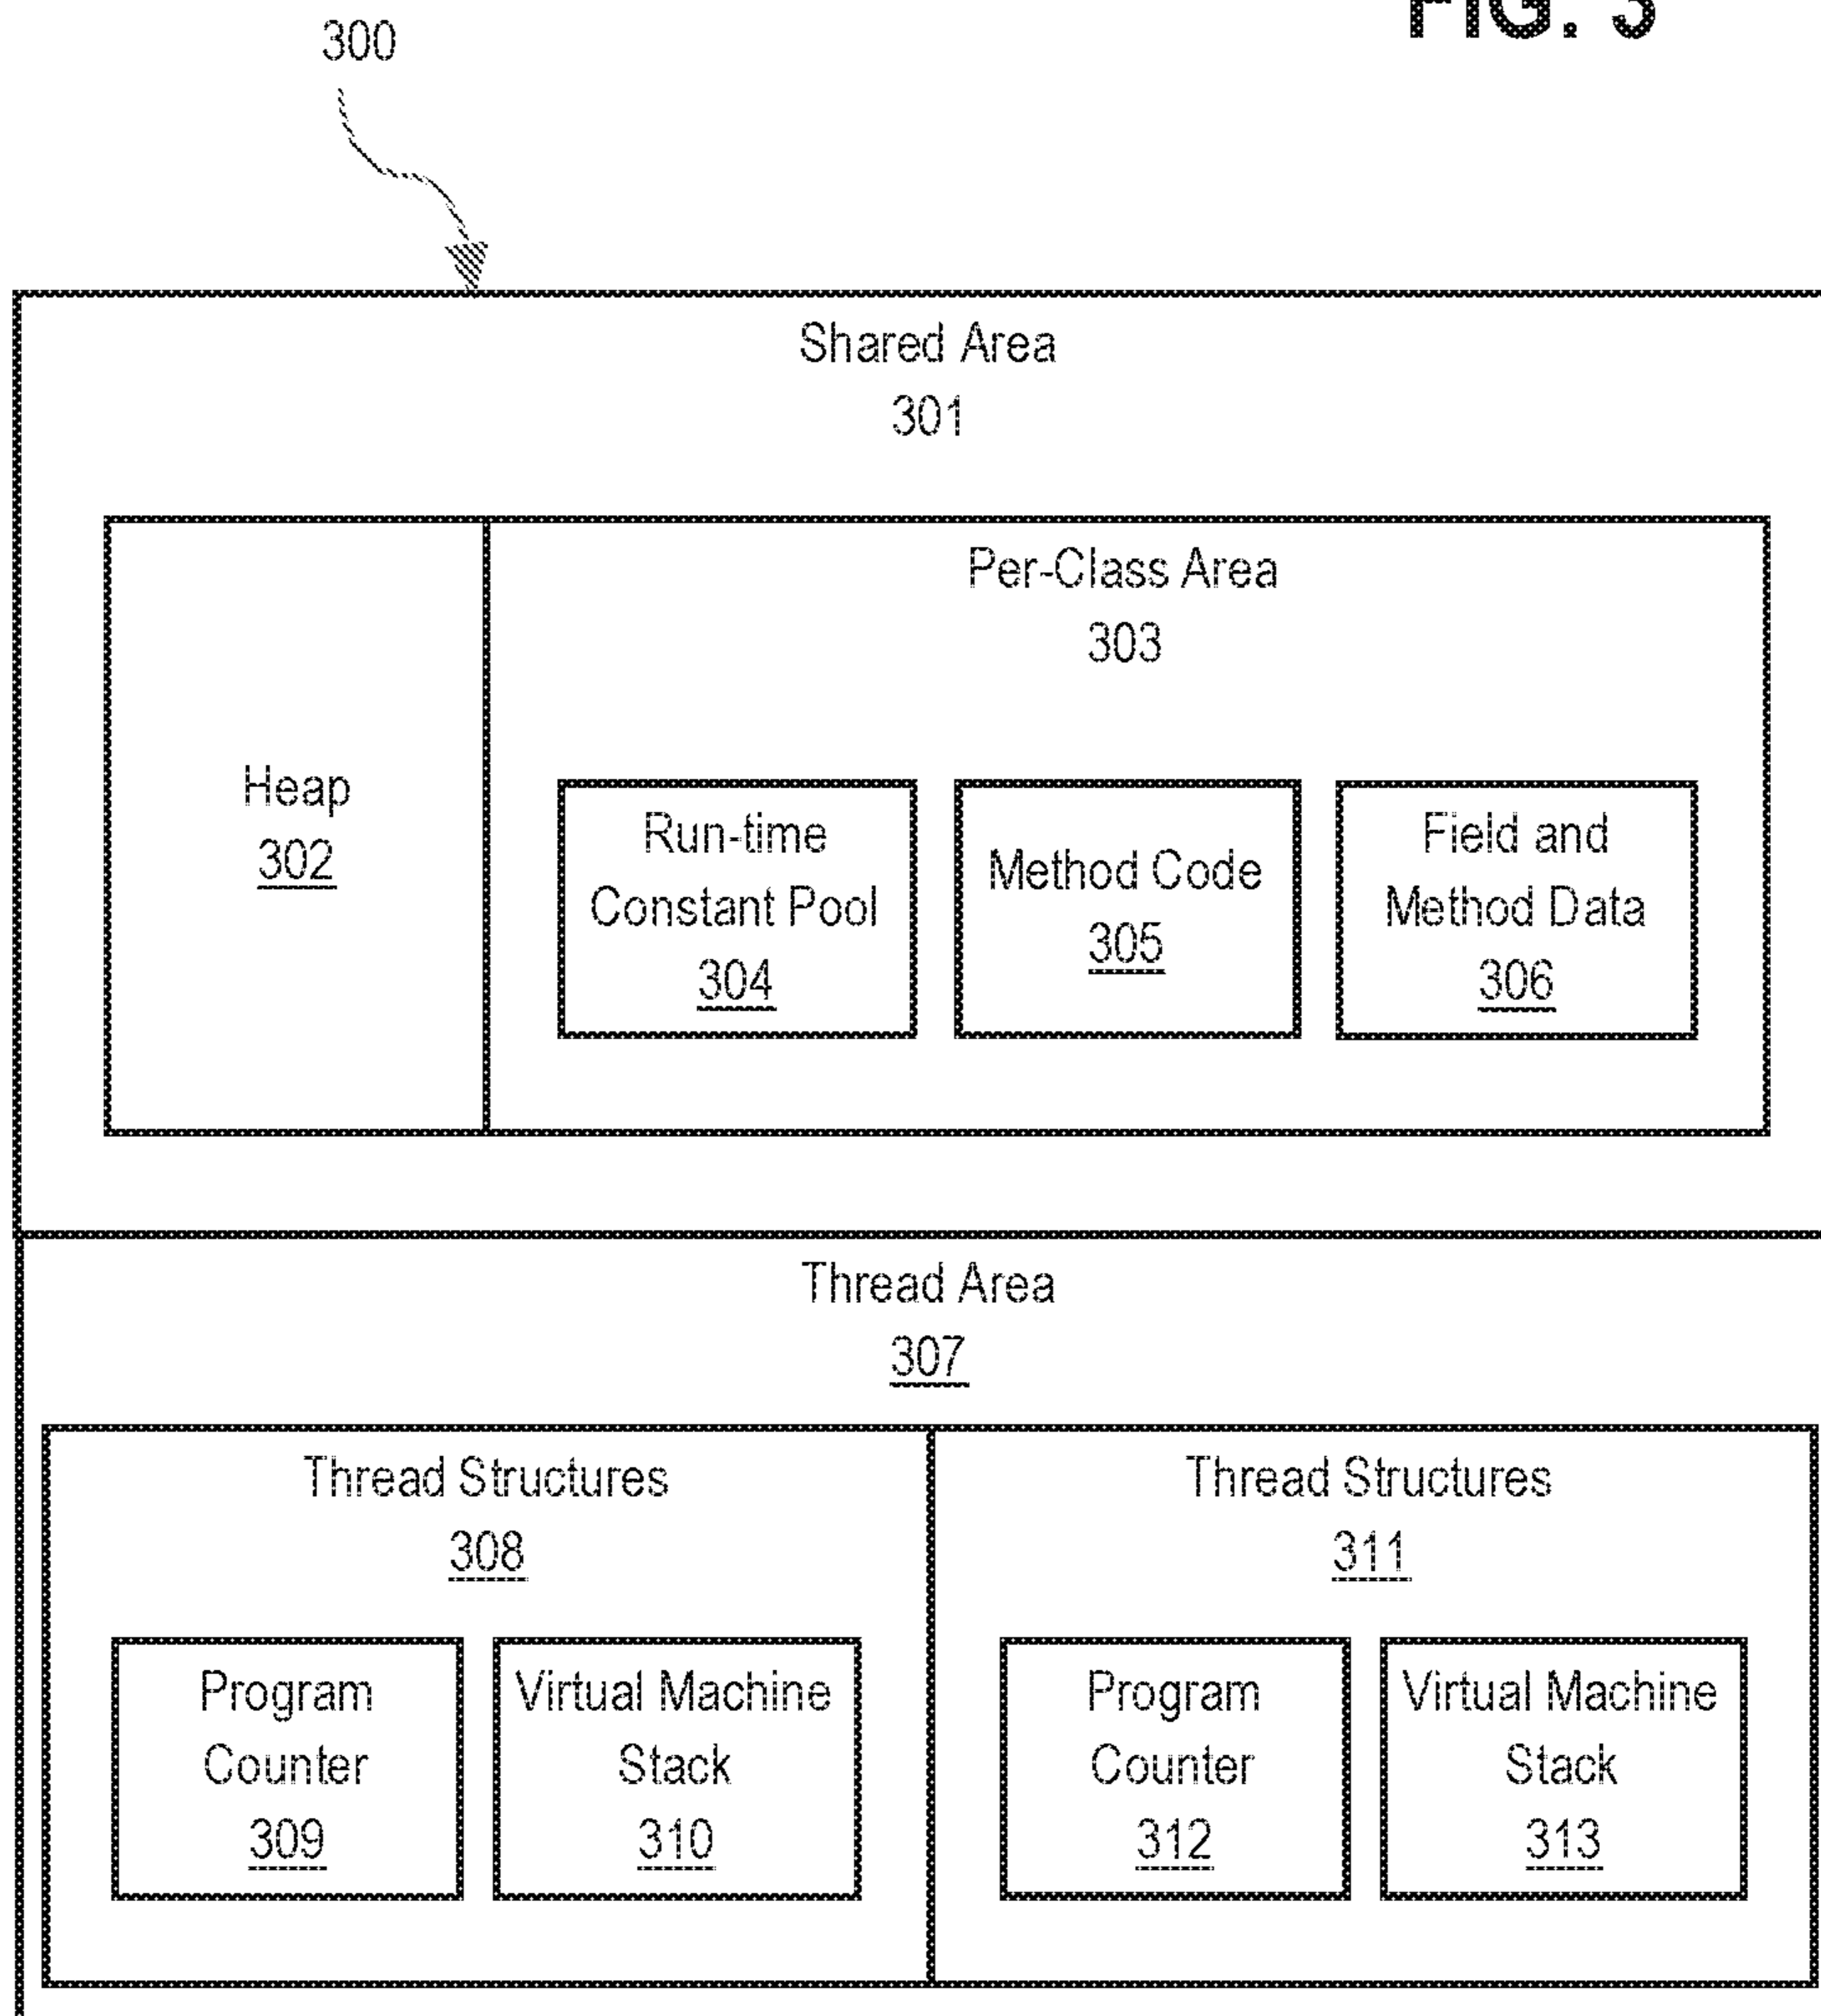 FIG. 3
300
Shared Area
301
Per-Class Area
303
Heap
302
Run-time
Constant Pool
304
Method Code
305
Field and
Method Data
306
Thread Area
307
Thread Structures
308
Program
Counter
309
Virtual Machine
Stack
310
Thread Structures
311
Program
Counter
312
Virtual Machine
Stack
313